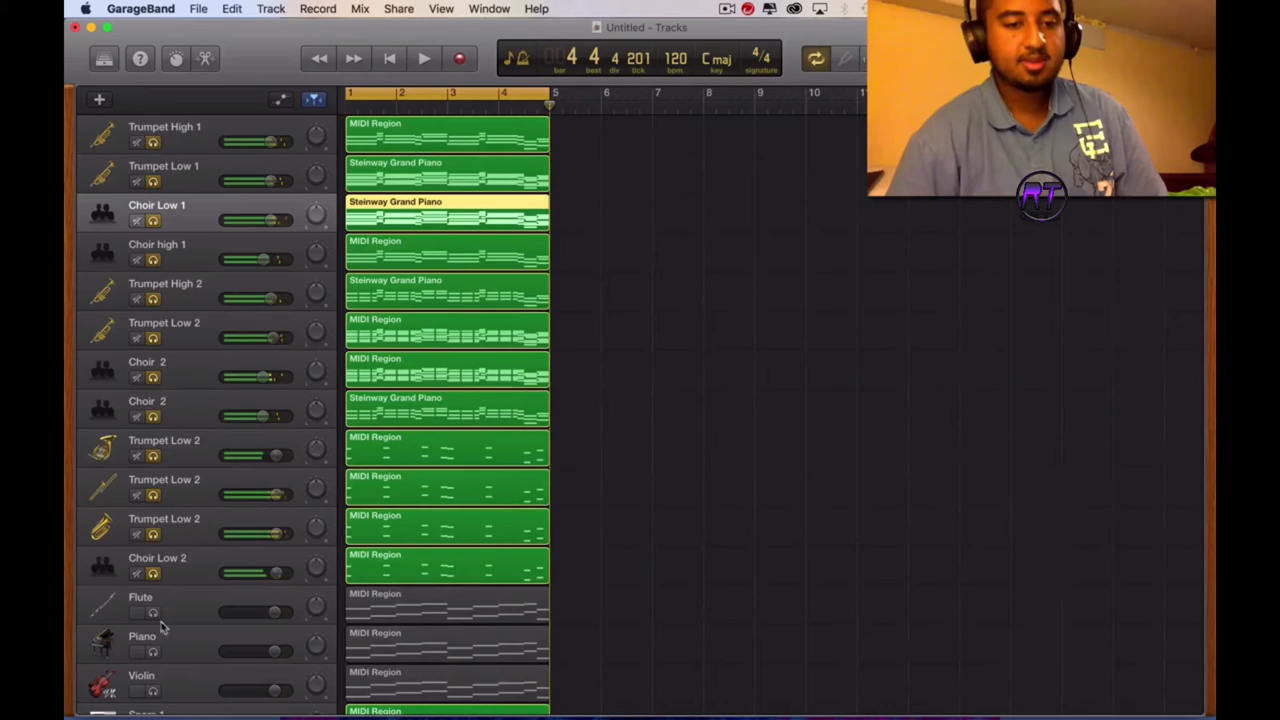 GarageBand File Edit Track Record Mix Share View Window Help
Untitled - Tracks
4 4 4 201 120 C maj 4/4
bar beat div tick bpm key signature
1 2 3 4 5 6 7 8 9 10
Trumpet High 1
MIDI Region
Trumpet Low 1
Steinway Grand Piano
Choir Low 1
Steinway Grand Piano
Choir high 1
MIDI Region
Trumpet High 2
Steinway Grand Piano
Trumpet Low 2
MIDI Region
Choir 2
MIDI Region
Choir 2
Steinway Grand Piano
Trumpet Low 2
MIDI Region
Trumpet Low 2
MIDI Region
Trumpet Low 2
MIDI Region
Choir Low 2
MIDI Region
Flute
MIDI Region
Piano
MIDI Region
Violin
MIDI Region
MIDI Region
RT